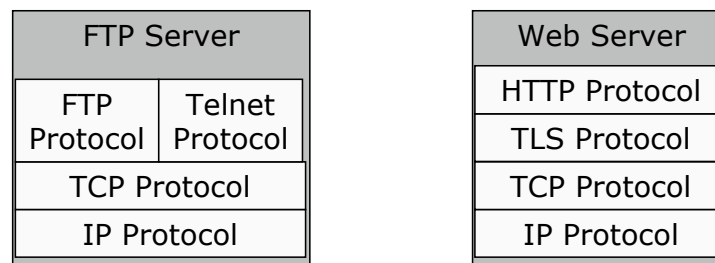 FTP Server
FTP
Protocol
Telnet
Protocol
TCP Protocol
IP Protocol
Web Server
HTTP Protocol
TLS Protocol
TCP Protocol
IP Protocol